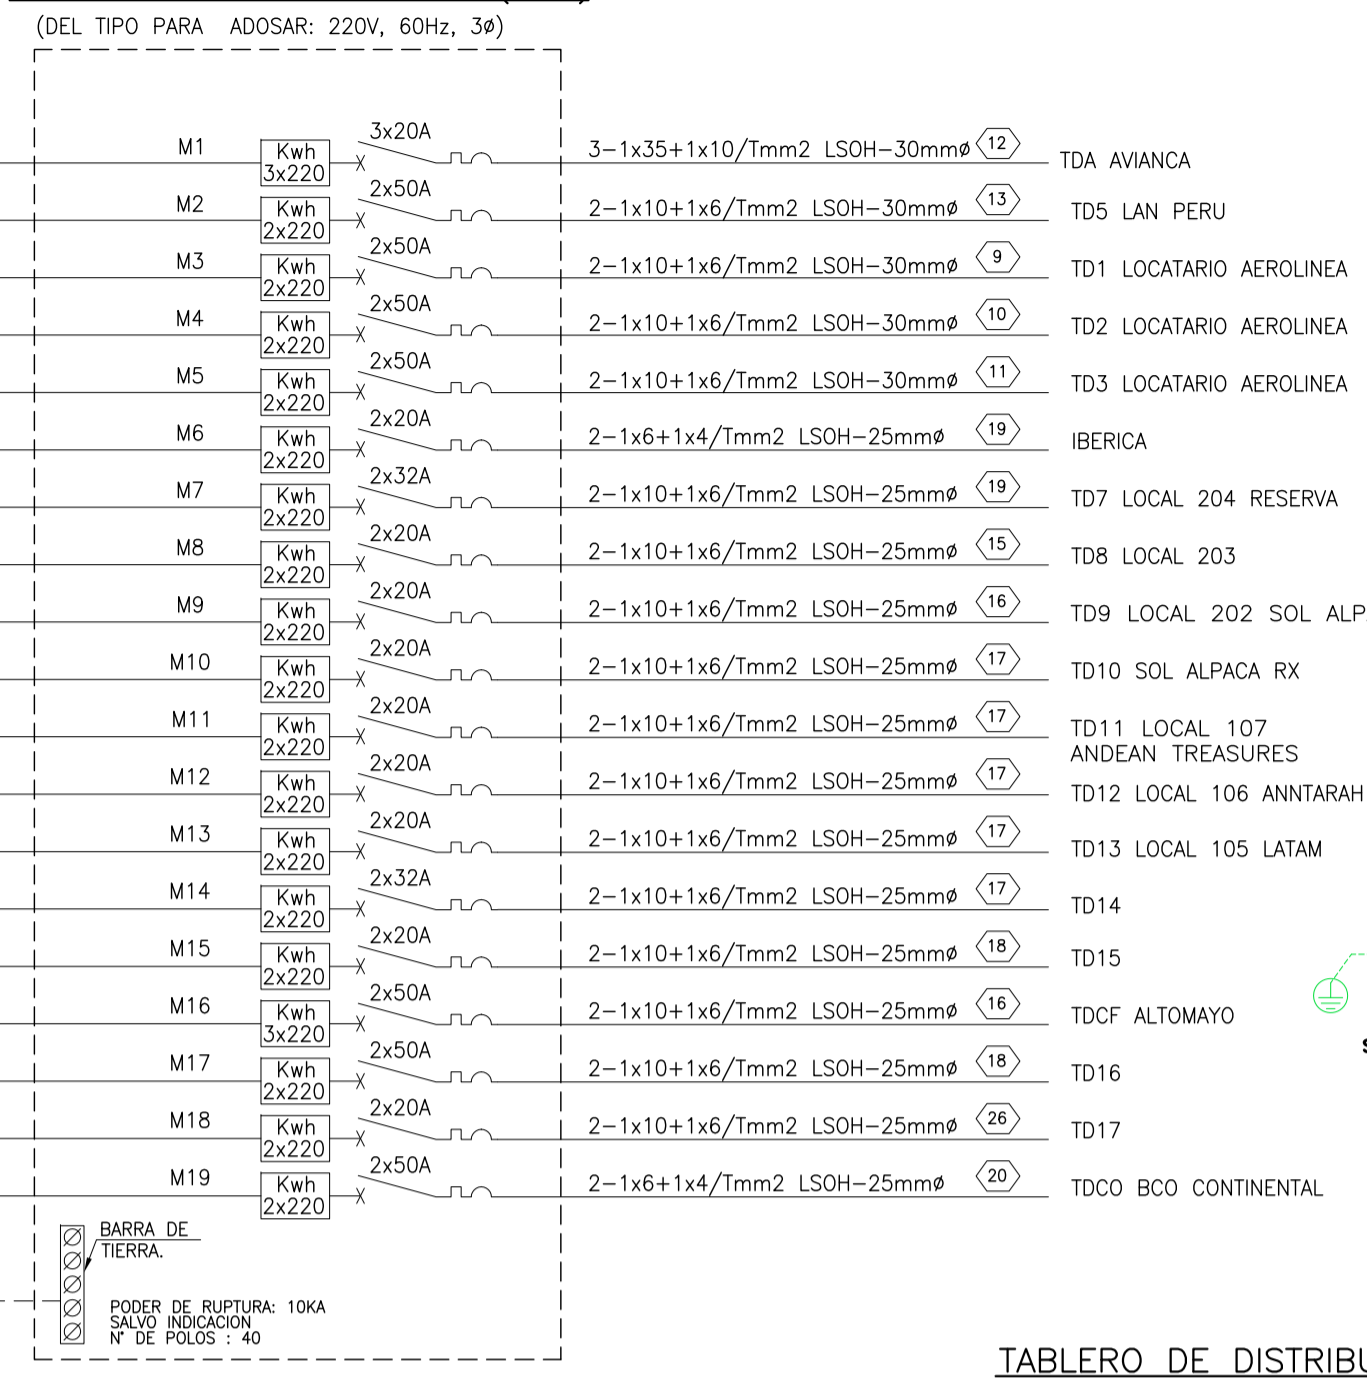 (DEL TIPO PARA ADOSAR: 220V, 60Hz, 3ø)
M1 Kwh 3x220 3x20A 3-1x35+1x10/Tmm2 LSOH-30mmø 12 TDA AVIANCA
M2 Kwh 2x220 2x50A 2-1x10+1x6/Tmm2 LSOH-30mmø 13 TD5 LAN PERU
M3 Kwh 2x220 2x50A 2-1x10+1x6/Tmm2 LSOH-30mmø 9 TD1 LOCATARIO AEROLINEA
M4 Kwh 2x220 2x50A 2-1x10+1x6/Tmm2 LSOH-30mmø 10 TD2 LOCATARIO AEROLINEA
M5 Kwh 2x220 2x50A 2-1x10+1x6/Tmm2 LSOH-30mmø 11 TD3 LOCATARIO AEROLINEA
M6 Kwh 2x220 2x20A 2-1x6+1x4/Tmm2 LSOH-25mmø 19 IBERICA
M7 Kwh 2x220 2x32A 2-1x10+1x6/Tmm2 LSOH-25mmø 19 TD7 LOCAL 204 RESERVA
M8 Kwh 2x220 2x20A 2-1x10+1x6/Tmm2 LSOH-25mmø 15 TD8 LOCAL 203
M9 Kwh 2x220 2x20A 2-1x10+1x6/Tmm2 LSOH-25mmø 16 TD9 LOCAL 202 SOL
M10 Kwh 2x220 2x20A 2-1x10+1x6/Tmm2 LSOH-25mmø 17 TD10 SOL ALPACA RX
M11 Kwh 2x220 2x20A 2-1x10+1x6/Tmm2 LSOH-25mmø 17 TD11 LOCAL 107
ANDEAN TREASURES
M12 Kwh 2x220 2x20A 2-1x10+1x6/Tmm2 LSOH-25mmø 17 TD12 LOCAL 106 ANNTARAH
M13 Kwh 2x220 2x20A 2-1x10+1x6/Tmm2 LSOH-25mmø 17 TD13 LOCAL 105 LATAM
M14 Kwh 2x220 2x32A 2-1x10+1x6/Tmm2 LSOH-25mmø 17 TD14
M15 Kwh 2x220 2x20A 2-1x10+1x6/Tmm2 LSOH-25mmø 18 TD15
M16 Kwh 3x220 2x50A 2-1x10+1x6/Tmm2 LSOH-25mmø 16 TDCF ALTOMAYO
M17 Kwh 2x220 2x50A 2-1x10+1x6/Tmm2 LSOH-25mmø 18 TD16
M18 Kwh 2x220 2x20A 2-1x10+1x6/Tmm2 LSOH-25mmø 26 TD17
M19 Kwh 2x220 2x50A 2-1x6+1x4/Tmm2 LSOH-25mmø 20 TDCO BCO CONTINENTAL
BARRA DE
TIERRA.
PODER DE RUPTURA: 10KA
SALVO INDICACION
N° DE POLOS : 40
TABLERO DE